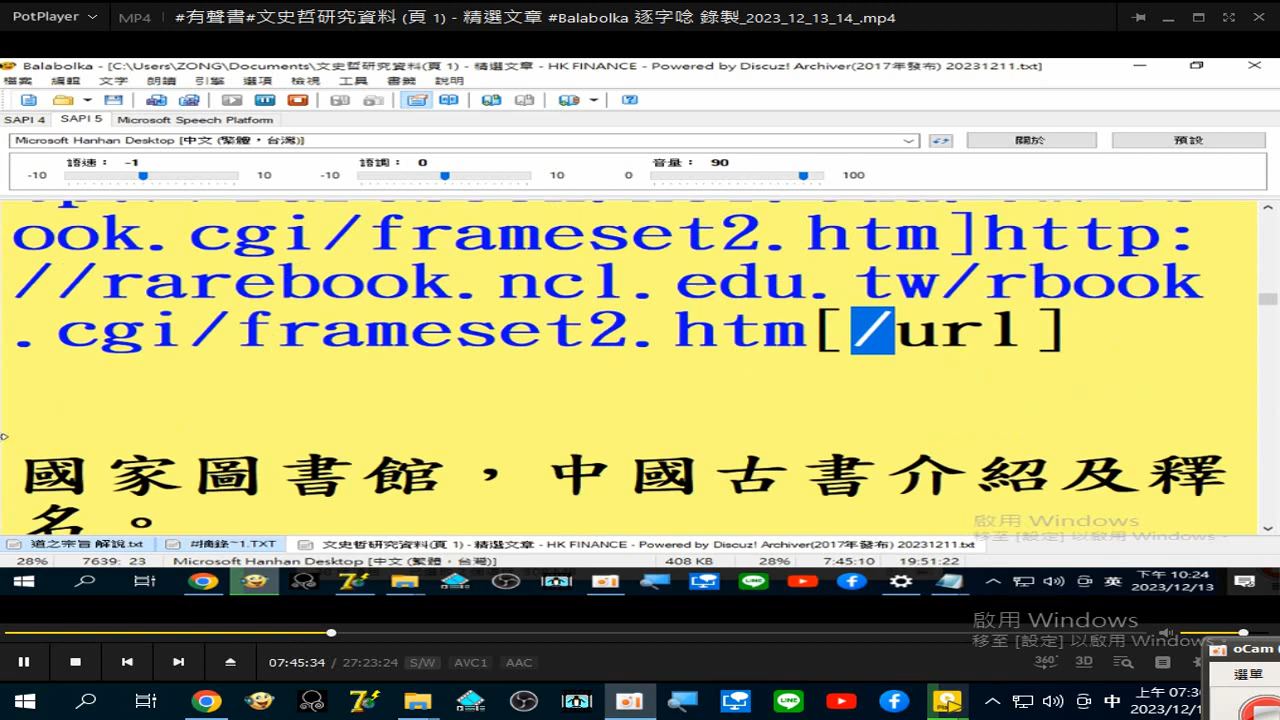 PotPlayer
MP4
#有聲書#文史哲研究資料 (頁 1) - 精選文章 #Balabolka 逐字唸 錄製_2023_12_13_14_.mp4
Balabolka - [C:\Users\ZONG\Documents\文史哲研究資料(頁 1) - 精選文章 - HK FINANCE - Powered by Discuz! Archiver(2017年發布) 20231211.txt]
檔案 編輯 文字 朗讀 引擎 選項 檢視 工具 書籤 說明
SAPI 4 SAPI 5 Microsoft Speech Platform
Microsoft Hanhan Desktop [中文 (繁體，台灣)]
關於
預設
語速： -1
語調： 0
音量： 90
-10 10 -10 10 0 100
ook.cgi/frameset2.htm]http:
//rarebook.ncl.edu.tw/rbook
.cgi/frameset2.htm[/url]
國家圖書館，中國古書介紹及釋
名。
啟用 Windows
移至 [設定] 以啟用 Windows。
道之宗旨 解說.txt
#摘錄~1.TXT
文史哲研究資料(頁 1) - 精選文章 - HK FINANCE - Powered by Discuz! Archiver(2017年發布) 20231211.txt
28% 7639: 23 Microsoft Hanhan Desktop [中文 (繁體，台灣)] 408 KB 28% 7:45:10 19:51:22
英
下午 10:24
2023/12/13
啟用 Windows
移至 [設定] 以啟用 Windows。
07:45:34 / 27:23:24 S/W AVC1 AAC
360° 3D
oCam
選單
中
上午 07:3
2023/12/1